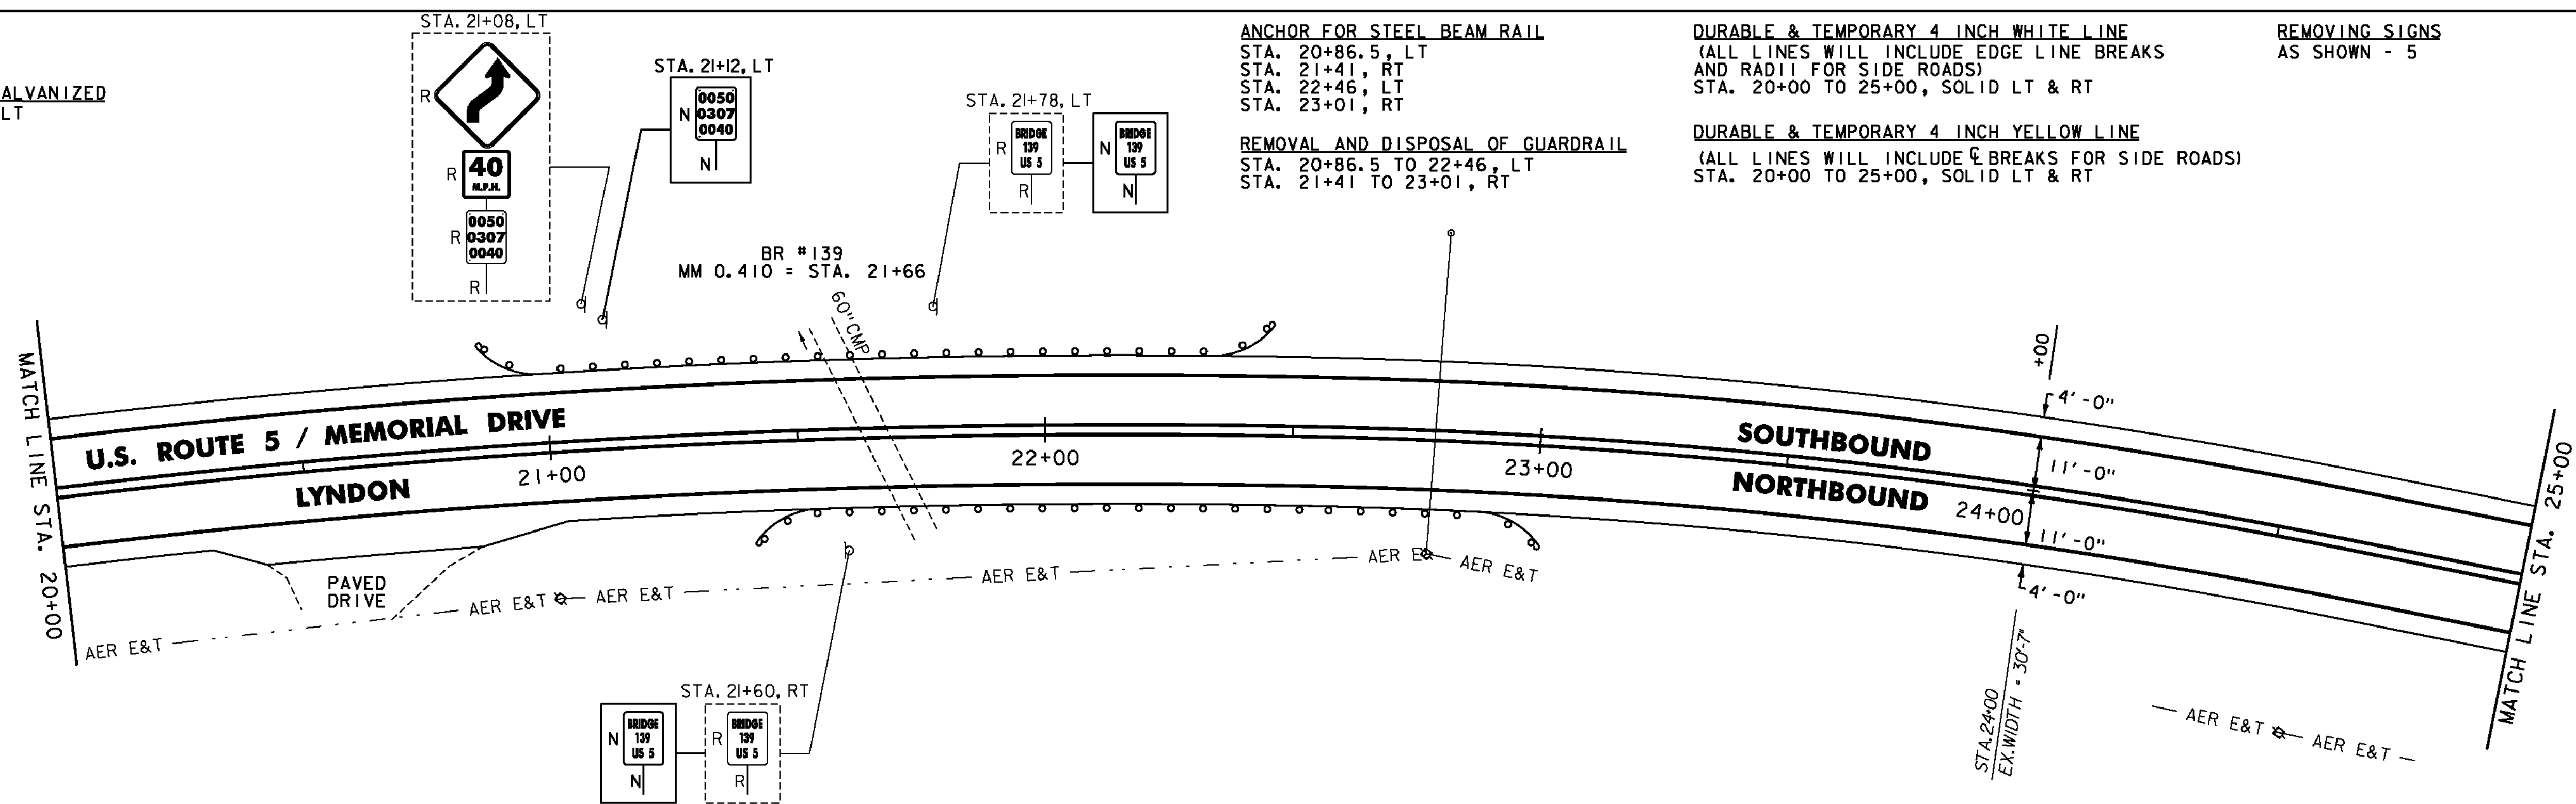 ALVANIZED
LT
STA. 21+08, LT
R
R 40
M.P.H.
0050
R 0307
0040
R
STA. 21+12, LT
0050
N 0307
0040
N
STA. 21+78, LT
BRIDGE
R 139
US 5
R
BRIDGE
N 139
US 5
N
ANCHOR FOR STEEL BEAM RAIL
STA. 20+86.5, LT
STA. 21+41, RT
STA. 22+46, LT
STA. 23+01, RT
REMOVAL AND DISPOSAL OF GUARDRAIL
STA. 20+86.5 TO 22+46, LT
STA. 21+41 TO 23+01, RT
DURABLE & TEMPORARY 4 INCH WHITE LINE
(ALL LINES WILL INCLUDE EDGE LINE BREAKS
AND RADII FOR SIDE ROADS)
STA. 20+00 TO 25+00, SOLID LT & RT
DURABLE & TEMPORARY 4 INCH YELLOW LINE
(ALL LINES WILL INCLUDE ℄ BREAKS FOR SIDE ROADS)
STA. 20+00 TO 25+00, SOLID LT & RT
REMOVING SIGNS
AS SHOWN - 5
BR #139
MM 0.410 = STA. 21+66
60" CMP
MATCH LINE STA. 20+00
U.S. ROUTE 5 / MEMORIAL DRIVE
LYNDON
21+00
22+00
23+00
SOUTHBOUND
NORTHBOUND
24+00
+00
4'-0"
11'-0"
11'-0"
4'-0"
MATCH LINE STA. 25+00
PAVED
DRIVE
AER E&T
AER E&T
AER E&T
AER E&T
AER E
AER E&T
STA. 24+00
EX. WIDTH = 30'-7"
AER E&T
AER E&T
STA. 21+60, RT
BRIDGE
N 139
US 5
N
BRIDGE
R 139
US 5
R